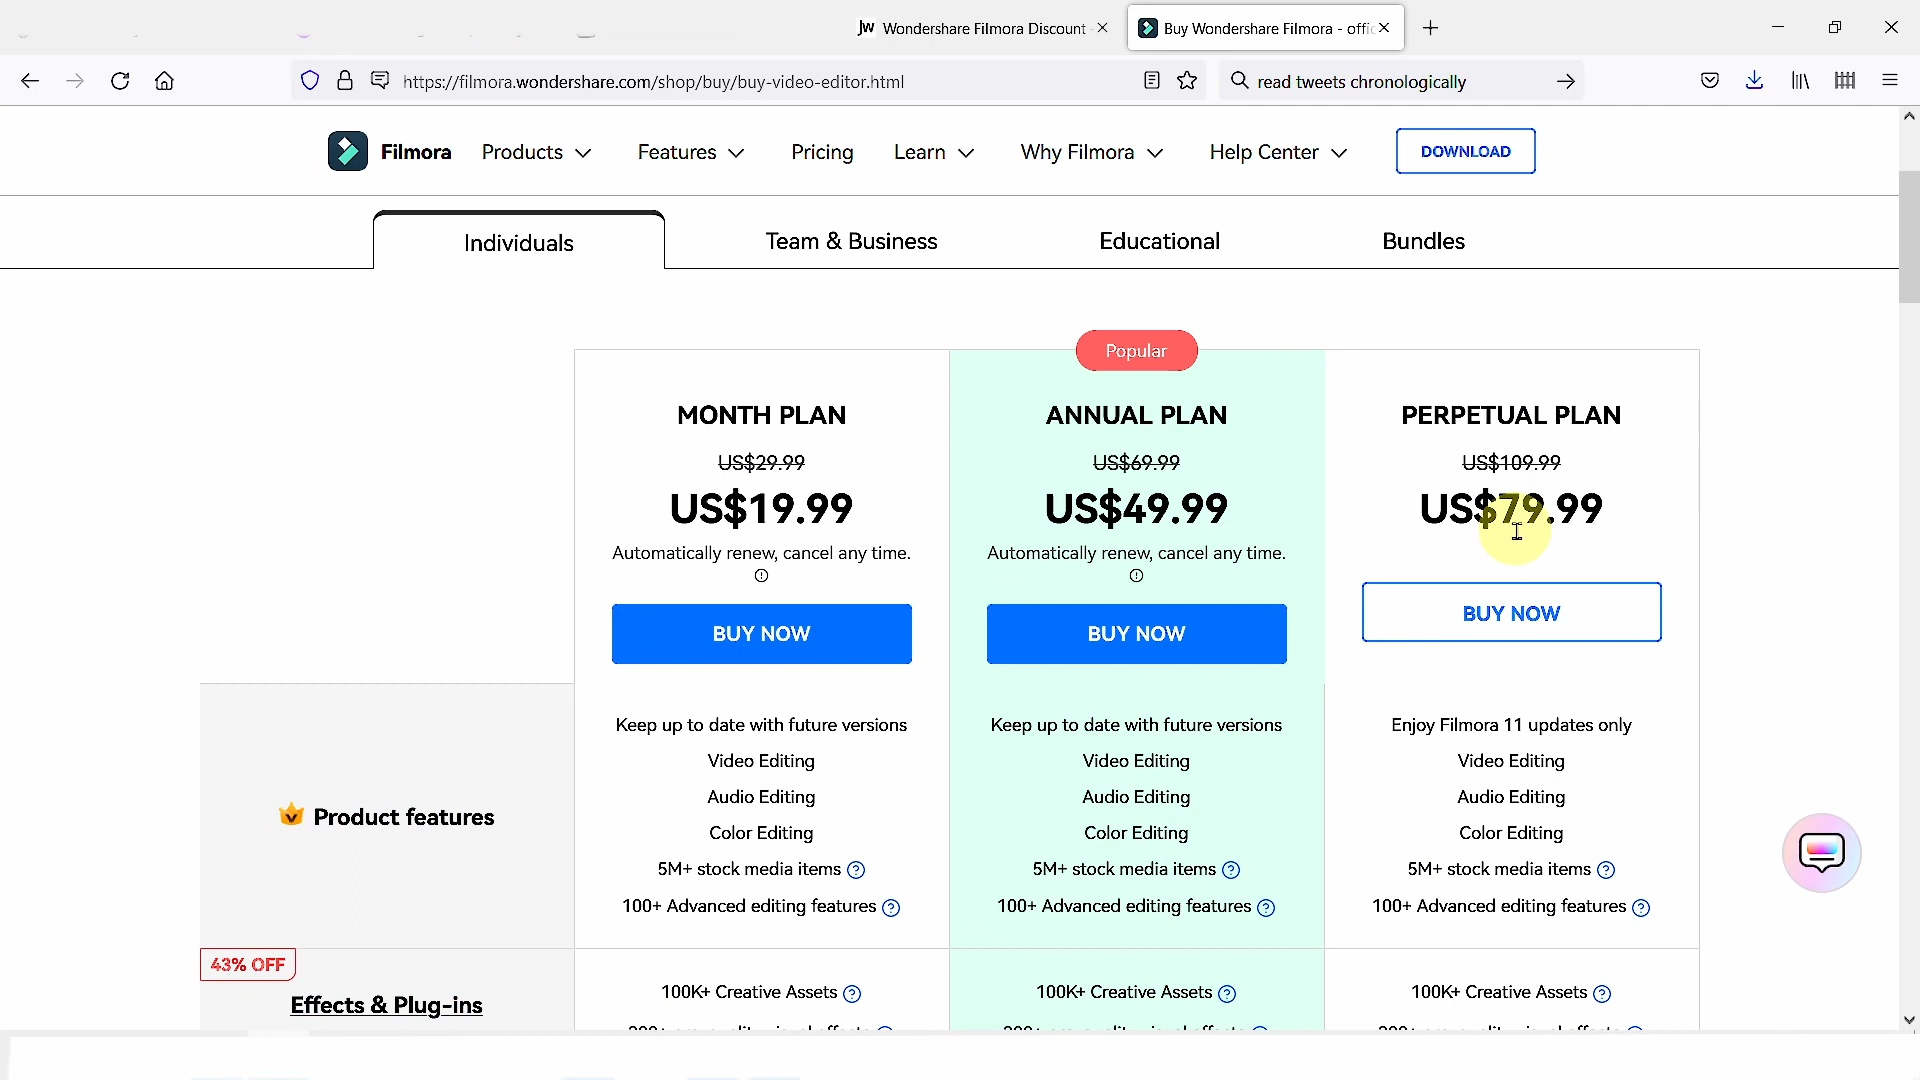 Wondershare Filmora Discount
Buy Wondershare Filmora - offic
https://filmora.wondershare.com/shop/buy/buy-video-editor.html
read tweets chronologically
Filmora
Products
Features
Pricing
Learn
Why Filmora
Help Center
DOWNLOAD
Individuals
Team & Business
Educational
Bundles
Popular
MONTH PLAN
ANNUAL PLAN
PERPETUAL PLAN
US$29.99
US$69.99
US$109.99
US$19.99
US$49.99
US$79.99
Automatically renew, cancel any time.
Automatically renew, cancel any time.
BUY NOW
BUY NOW
BUY NOW
Keep up to date with future versions
Keep up to date with future versions
Enjoy Filmora 11 updates only
Video Editing
Video Editing
Video Editing
Audio Editing
Audio Editing
Audio Editing
Product features
Color Editing
Color Editing
Color Editing
5M+ stock media items
5M+ stock media items
5M+ stock media items
100+ Advanced editing features
100+ Advanced editing features
100+ Advanced editing features
43% OFF
Effects & Plug-ins
100K+ Creative Assets
100K+ Creative Assets
100K+ Creative Assets